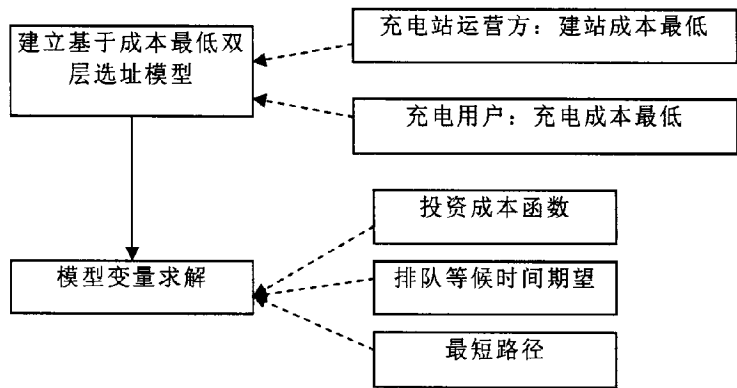 建立基于成本最低双
层选址模型
充电站运营方：建站成本最低
充电用户：充电成本最低
投资成本函数
模型变量求解
排队等候时间期望
最短路径